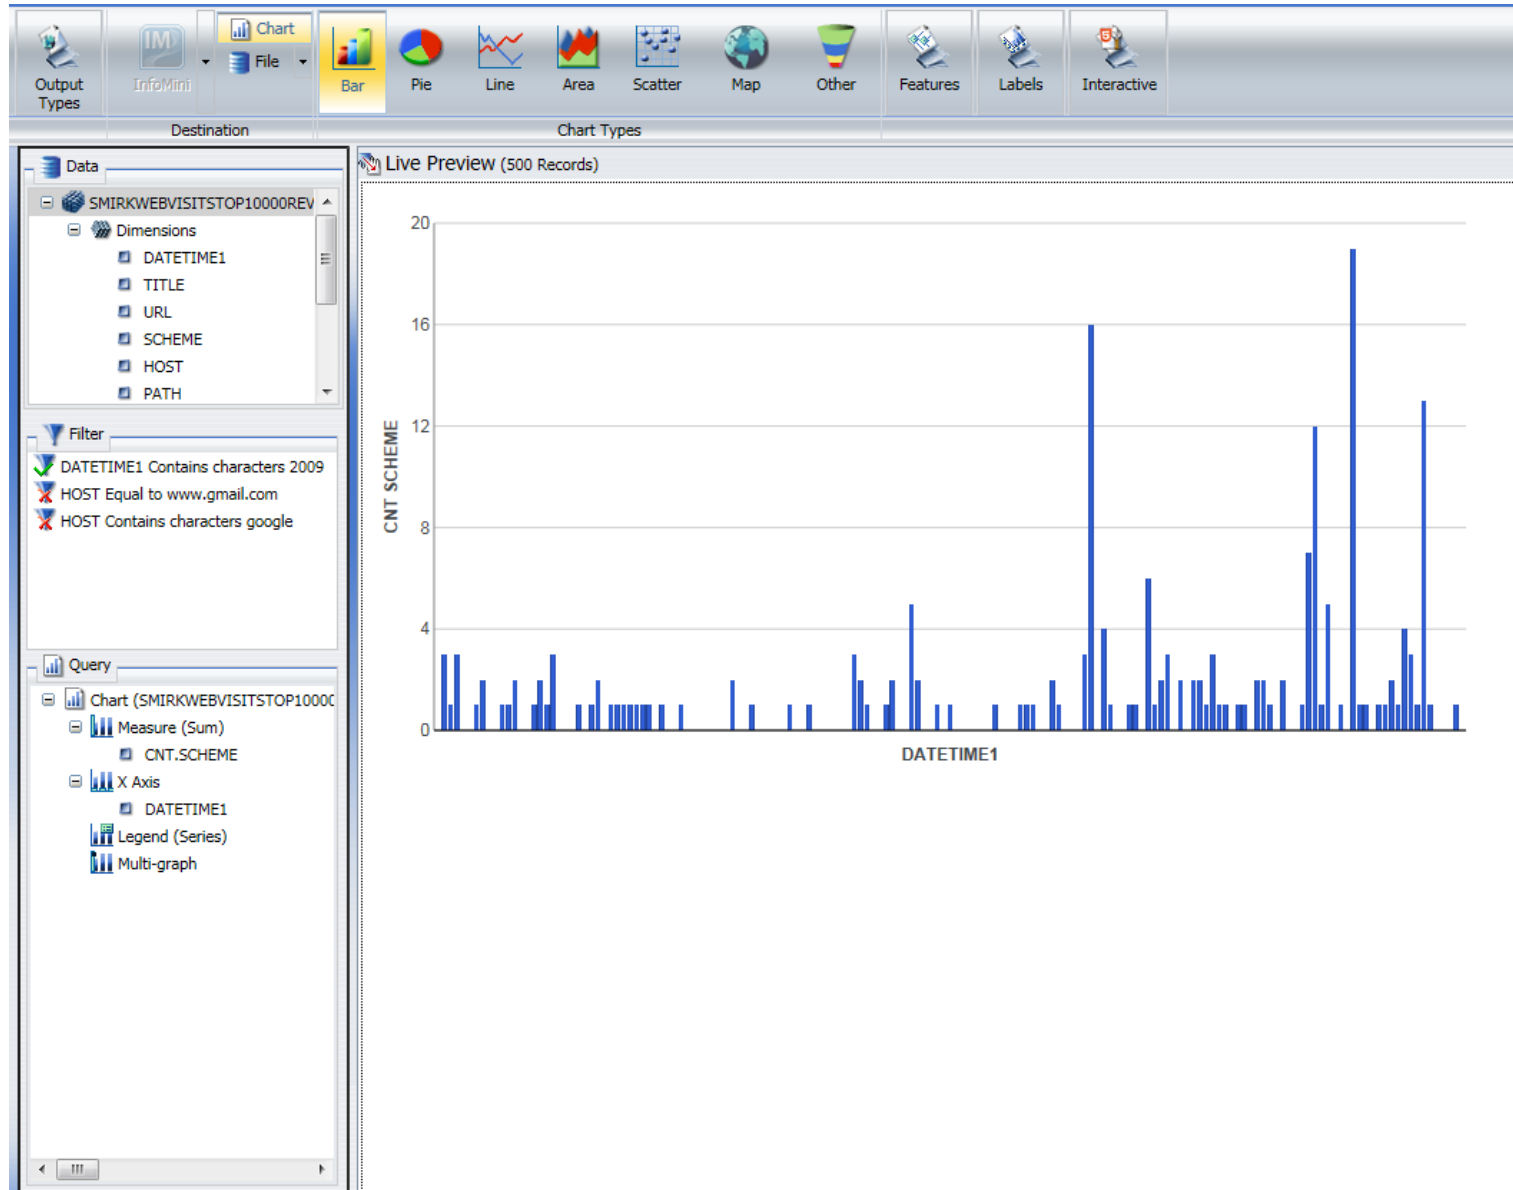 Chart
File
Output Types
InfoMini
Bar
Pie
Line
Area
Scatter
Map
Other
Features
Labels
Interactive
Destination
Chart Types
Data
SMIRKWEBVISITSTOP10000REV
Dimensions
DATETIME1
TITLE
URL
SCHEME
HOST
PATH
Filter
DATETIME1 Contains characters 2009
HOST Equal to www.gmail.com
HOST Contains characters google
Query
Chart (SMIRKWEBVISITSTOP10000
Measure (Sum)
CNT.SCHEME
X Axis
DATETIME1
Legend (Series)
Multi-graph
Live Preview (500 Records)
20
16
12
8
4
0
CNT SCHEME
DATETIME1